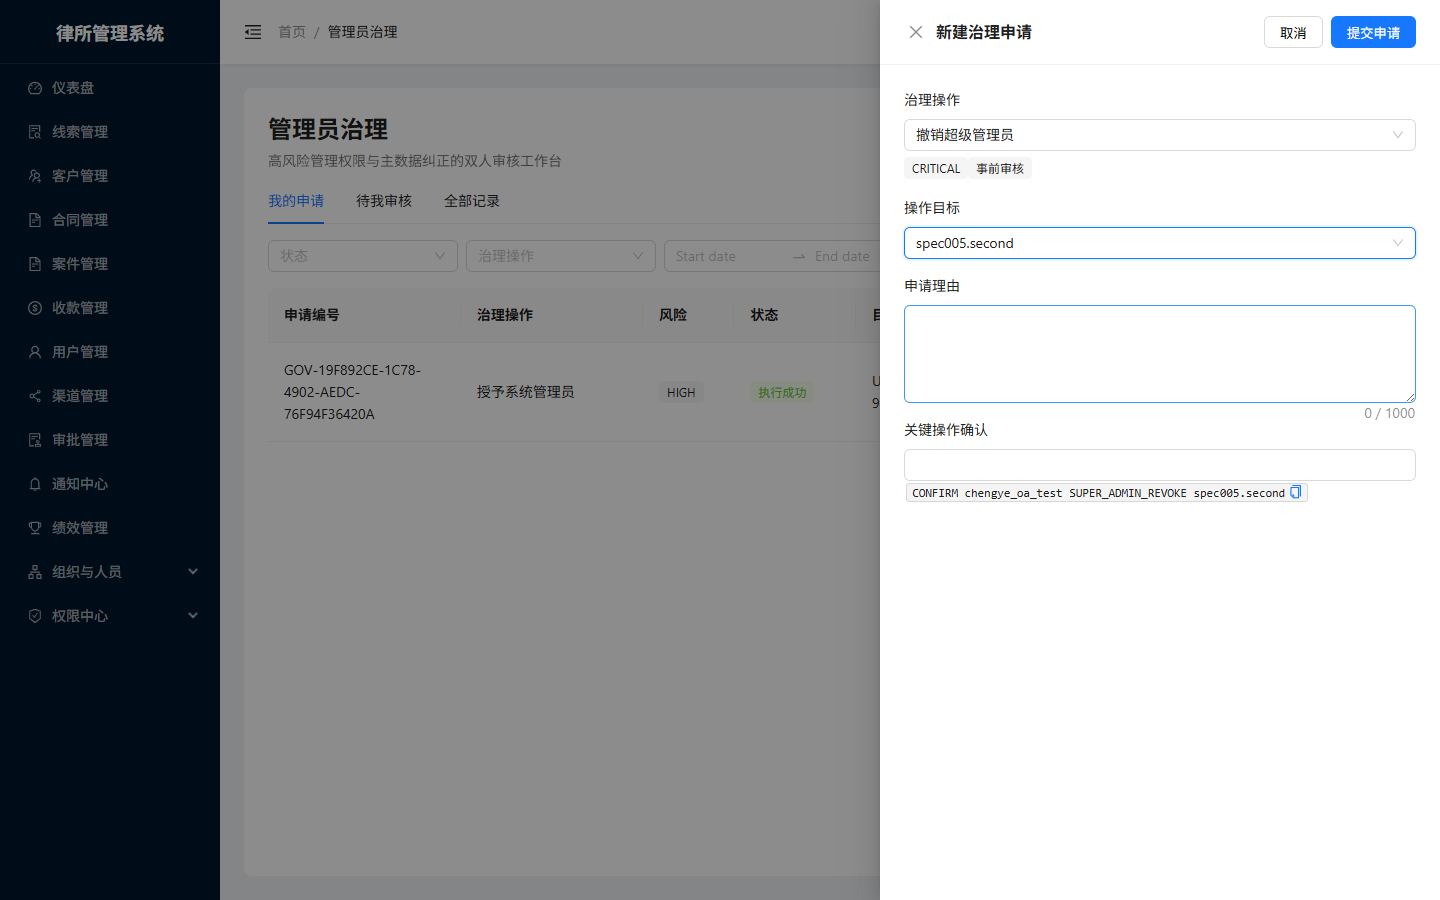 律所管理系统
仪表盘
线索管理
客户管理
合同管理
案件管理
收款管理
用户管理
渠道管理
审批管理
通知中心
绩效管理
组织与人员
权限中心
首页 / 管理员治理
管理员治理
高风险管理权限与主数据纠正的双人审核工作台
我的申请 待我审核 全部记录
状态 治理操作 Start date End date
申请编号 治理操作 风险 状态
GOV-19F892CE-1C78-
4902-AEDC-
76F94F36420A
授予系统管理员 HIGH 执行成功
新建治理申请
取消 提交申请
治理操作
撤销超级管理员
CRITICAL 事前审核
操作目标
spec005.second
申请理由
0 / 1000
关键操作确认
CONFIRM chengye_oa_test SUPER_ADMIN_REVOKE spec005.second